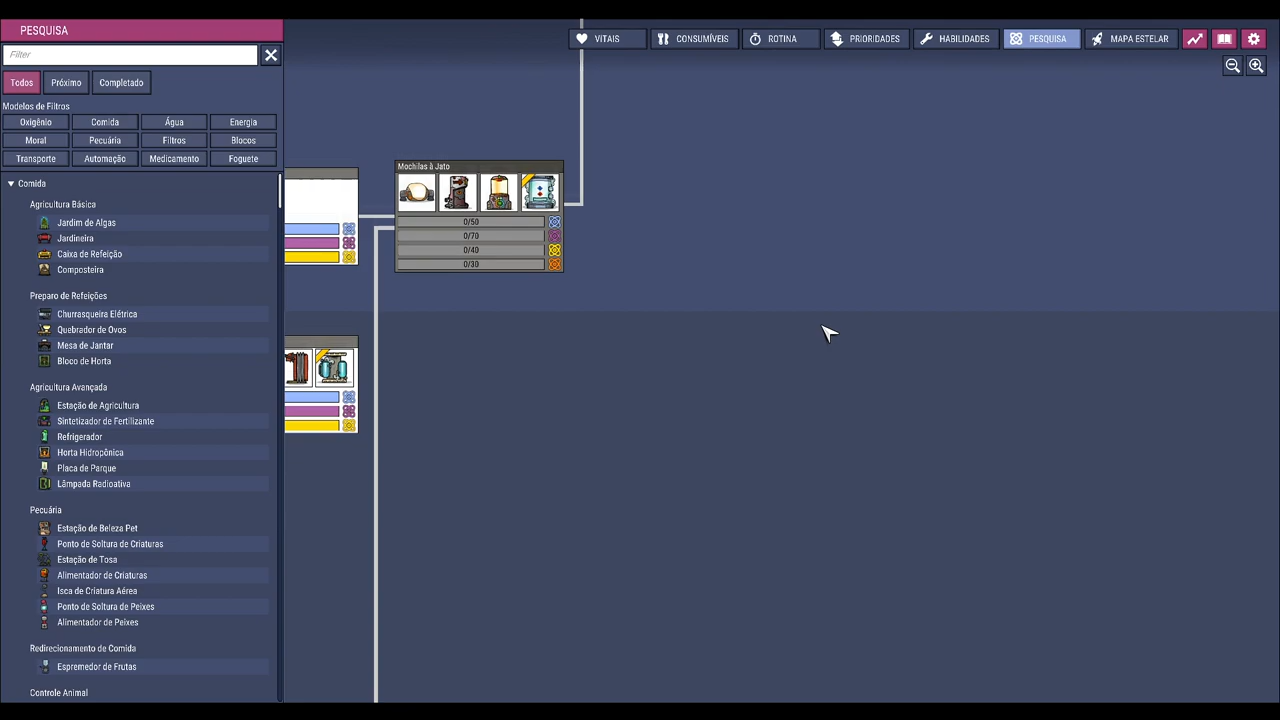 PESQUISA
Filter
Todos
Próximo
Completado
Modelos de Filtros
Oxigênio
Comida
Água
Energia
Moral
Pecuária
Filtros
Blocos
Transporte
Automação
Medicamento
Foguete
Comida
Agricultura Básica
Jardim de Algas
Jardineira
Caixa de Refeição
Composteira
Preparo de Refeições
Churrasqueira Elétrica
Quebrador de Ovos
Mesa de Jantar
Bloco de Horta
Agricultura Avançada
Estação de Agricultura
Sintetizador de Fertilizante
Refrigerador
Horta Hidropônica
Placa de Parque
Lâmpada Radioativa
Pecuária
Estação de Beleza Pet
Ponto de Soltura de Criaturas
Estação de Tosa
Alimentador de Criaturas
Isca de Criatura Aérea
Ponto de Soltura de Peixes
Alimentador de Peixes
Redirecionamento de Comida
Espremedor de Frutas
Controle Animal
VITAIS
CONSUMÍVEIS
ROTINA
PRIORIDADES
HABILIDADES
PESQUISA
MAPA ESTELAR
Mochilas à Jato
0/50
0/70
0/40
0/30